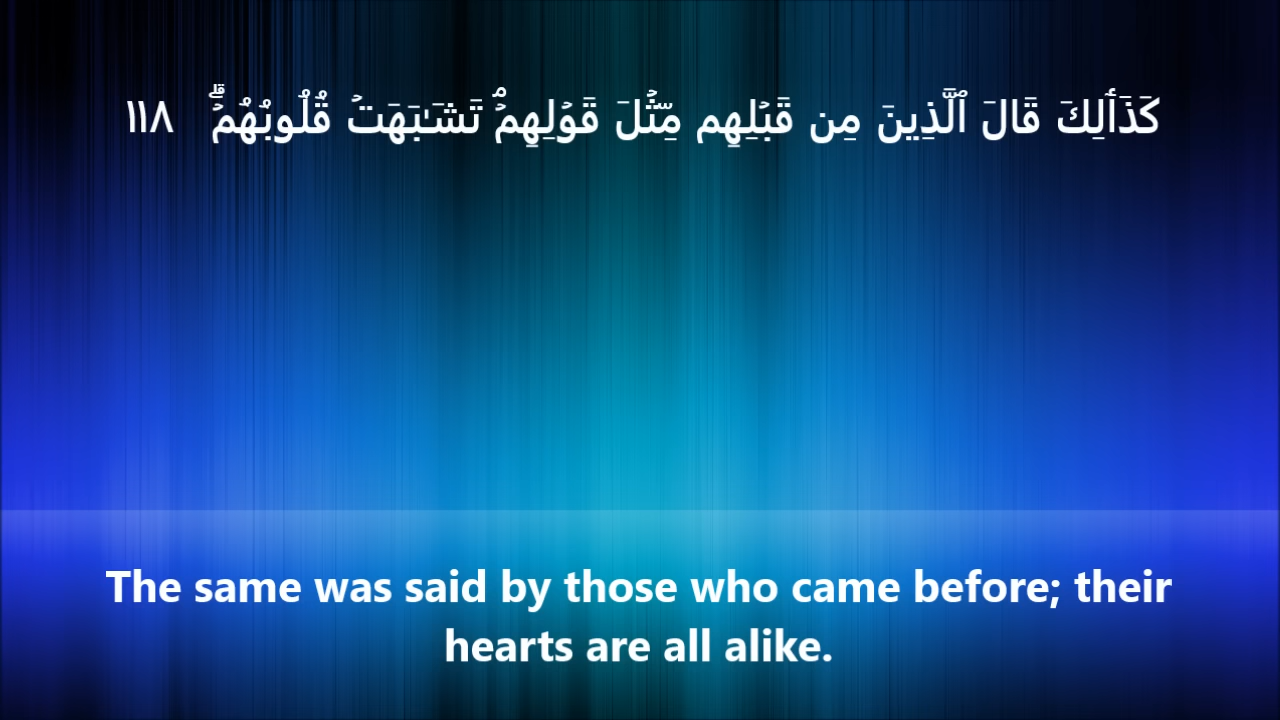 كَذَٰلِكَ قَالَ ٱلَّذِينَ مِن قَبۡلِهِم مِّثۡلَ قَوۡلِهِمۡۘ تَشَـٰبَهَتۡ قُلُوبُهُمۡۗ ١١٨
The same was said by those who came before; their
hearts are all alike.